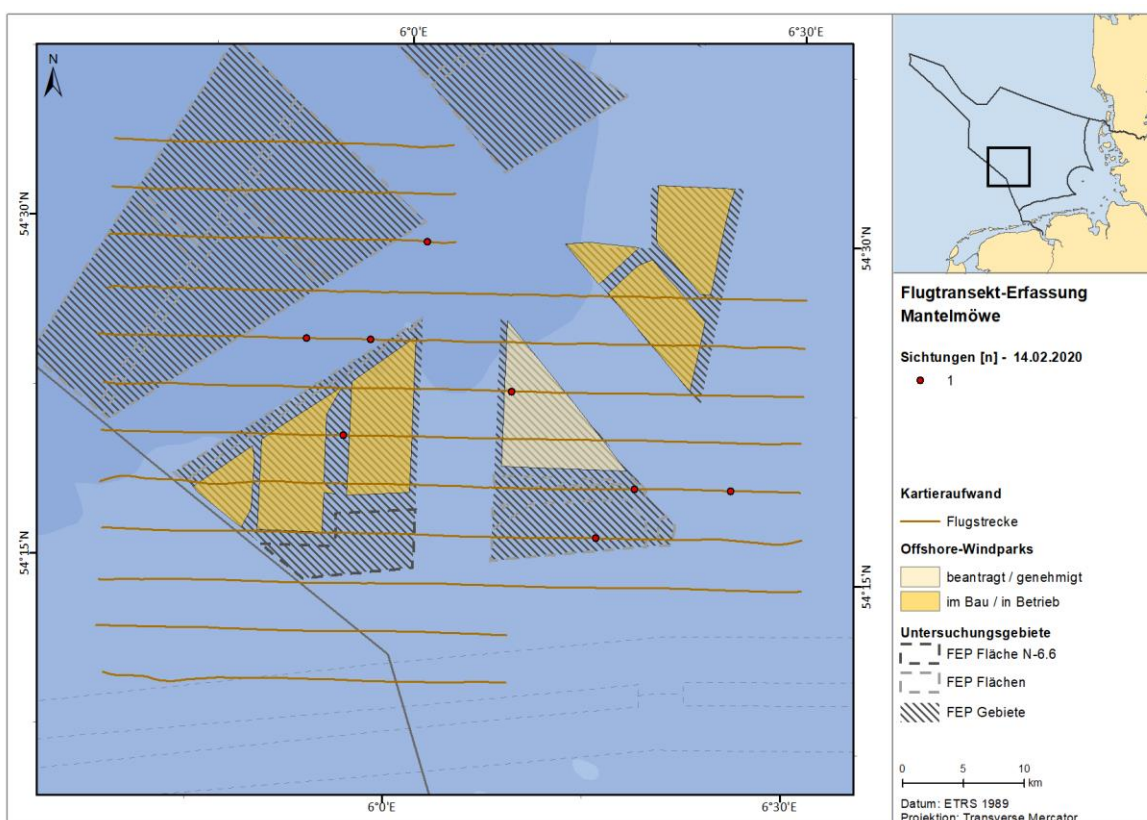 6°0'E
6°30'E
N
54°30'N
54°30'N
54°15'N
54°15'N
6°0'E
6°30'E
Flugtransekt-Erfassung
Mantelmöwe
Sichtungen [n] - 14.02.2020
1
Kartieraufwand
Flugstrecke
Offshore-Windparks
beantragt / genehmigt
im Bau / in Betrieb
Untersuchungsgebiete
FEP Fläche N-6.6
FEP Flächen
FEP Gebiete
0 5 10
km
Datum: ETRS 1989
Projektion: Transverse Mercator